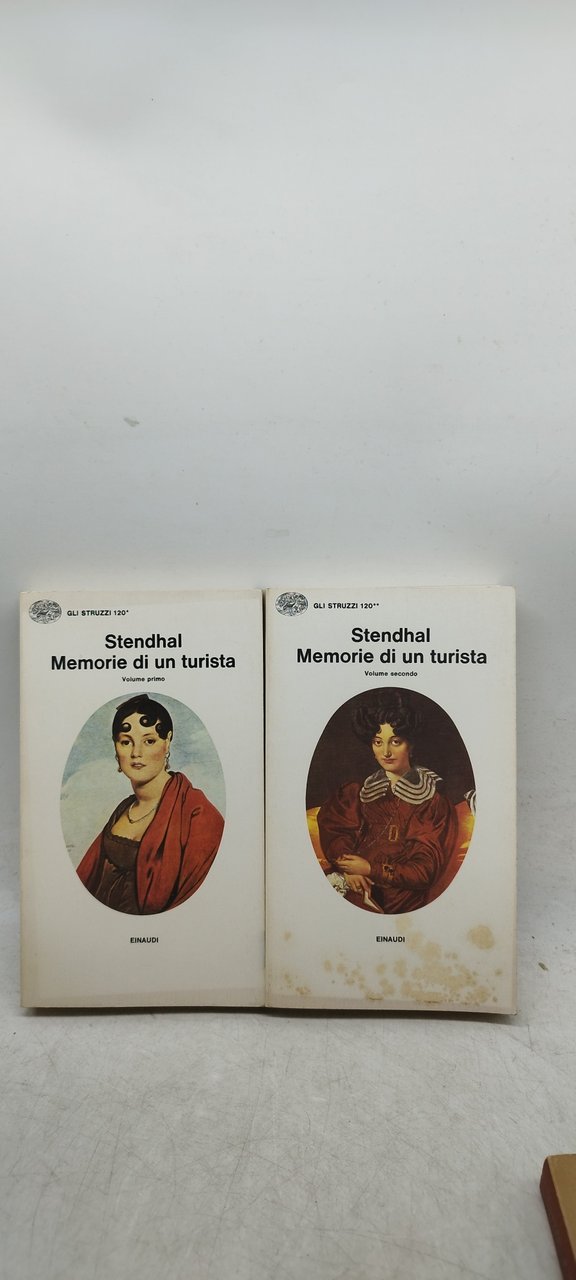 GLI STRUZZI 120*
Stendhal
Memorie di un turista
Volume primo
EINAUDI
GLI STRUZZI 120**
Stendhal
Memorie di un turista
Volume secondo
EINAUDI